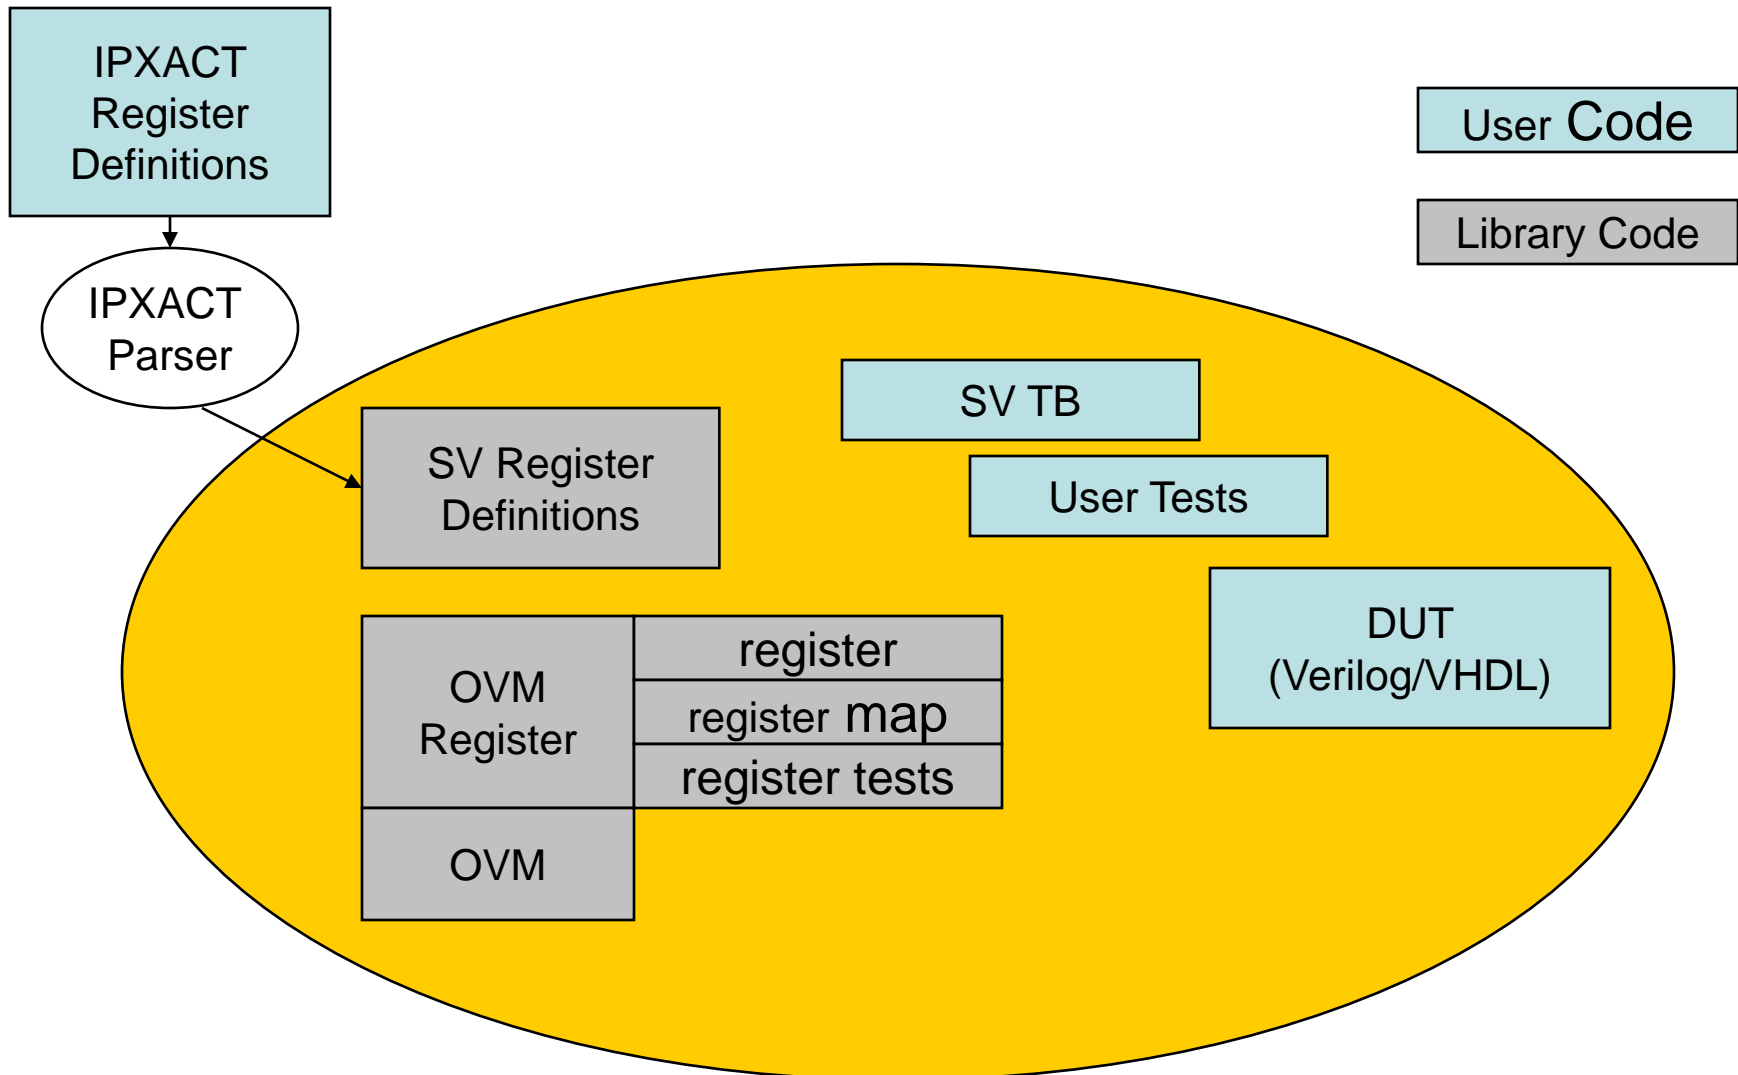 IPXACT
Register
Definitions
User Code
Library Code
IPXACT
Parser
SV TB
SV Register
Definitions
User Tests
DUT
(Verilog/VHDL)
OVM
Register
register
register map
register tests
OVM